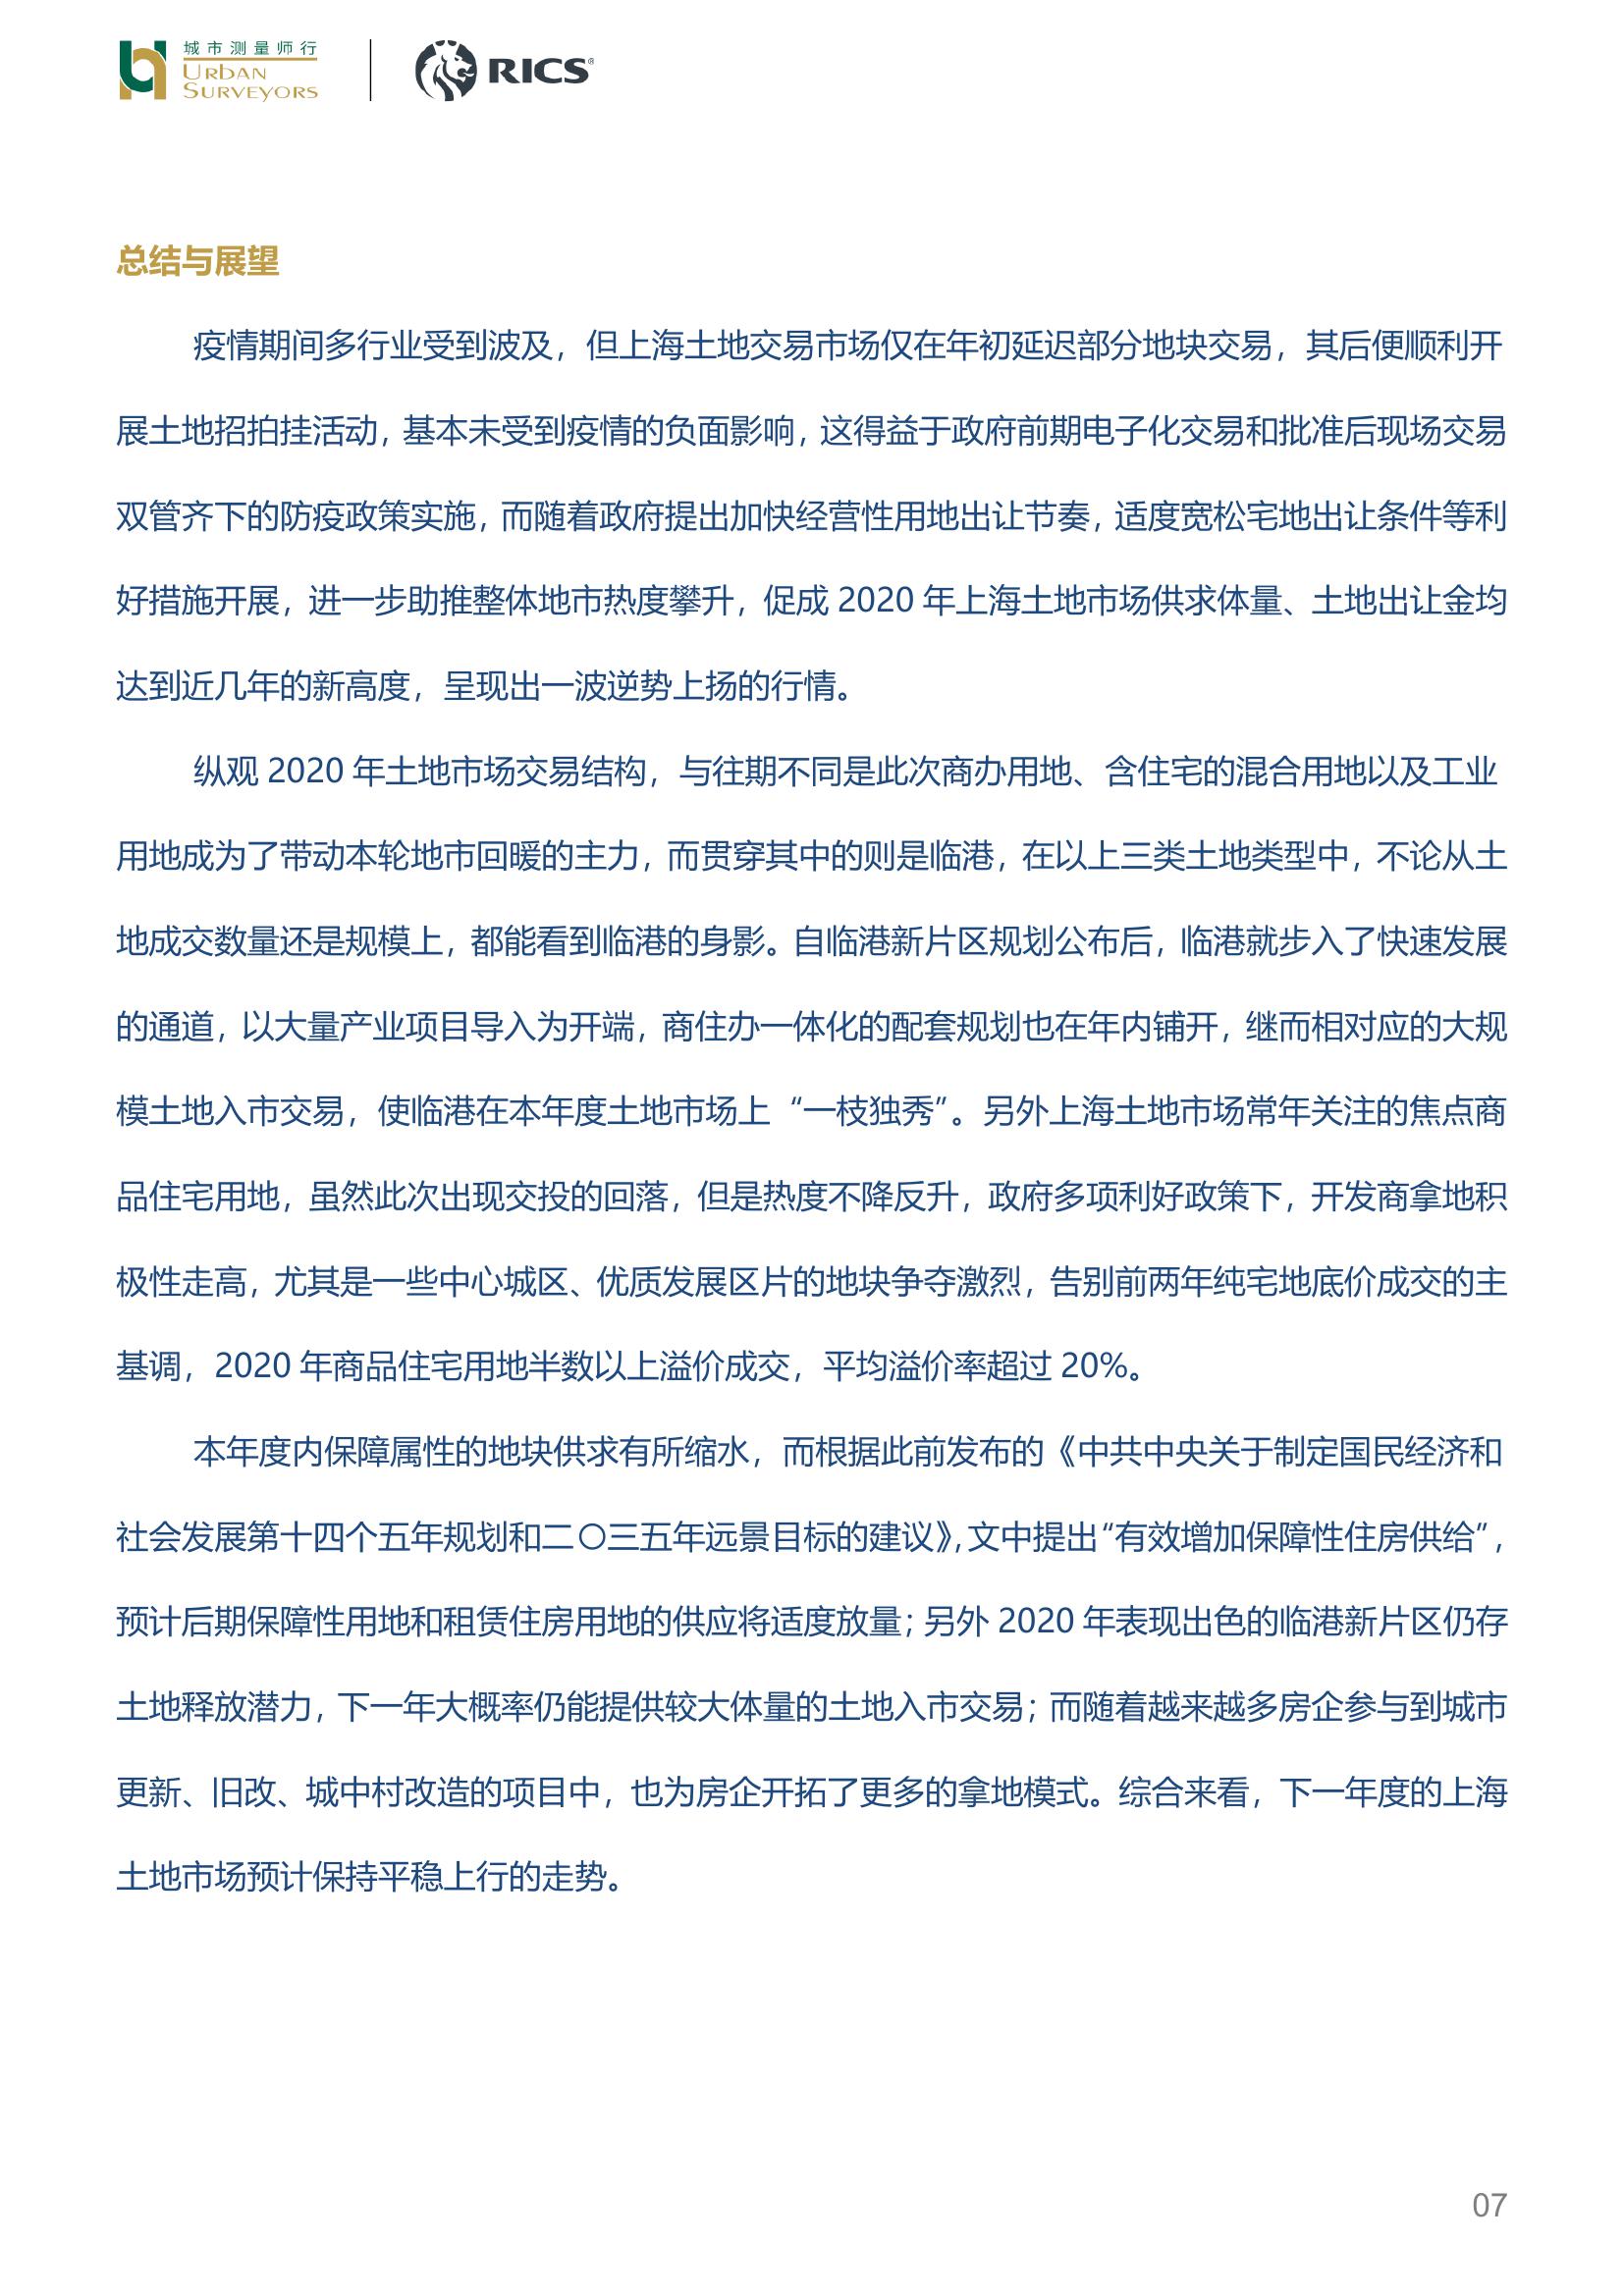 城市测量师行
URBAN
SURVEYORS
RICS®
总结与展望
疫情期间多行业受到波及，但上海土地交易市场仅在年初延迟部分地块交易，其后便顺利开
展土地招拍挂活动，基本未受到疫情的负面影响，这得益于政府前期电子化交易和批准后现场交易
双管齐下的防疫政策实施，而随着政府提出加快经营性用地出让节奏，适度宽松宅地出让条件等利
好措施开展，进一步助推整体地市热度攀升，促成 2020 年上海土地市场供求体量、土地出让金均
达到近几年的新高度，呈现出一波逆势上扬的行情。
纵观 2020 年土地市场交易结构，与往期不同是此次商办用地、含住宅的混合用地以及工业
用地成为了带动本轮地市回暖的主力，而贯穿其中的则是临港，在以上三类土地类型中，不论从土
地成交数量还是规模上，都能看到临港的身影。自临港新片区规划公布后，临港就步入了快速发展
的通道，以大量产业项目导入为开端，商住办一体化的配套规划也在年内铺开，继而相对应的大规
模土地入市交易，使临港在本年度土地市场上“一枝独秀”。另外上海土地市场常年关注的焦点商
品住宅用地，虽然此次出现交投的回落，但是热度不降反升，政府多项利好政策下，开发商拿地积
极性走高，尤其是一些中心城区、优质发展区片的地块争夺激烈，告别前两年纯宅地底价成交的主
基调，2020 年商品住宅用地半数以上溢价成交，平均溢价率超过 20%。
本年度内保障属性的地块供求有所缩水，而根据此前发布的《中共中央关于制定国民经济和
社会发展第十四个五年规划和二〇三五年远景目标的建议》，文中提出“有效增加保障性住房供给”，
预计后期保障性用地和租赁住房用地的供应将适度放量；另外 2020 年表现出色的临港新片区仍存
土地释放潜力，下一年大概率仍能提供较大体量的土地入市交易；而随着越来越多房企参与到城市
更新、旧改、城中村改造的项目中，也为房企开拓了更多的拿地模式。综合来看，下一年度的上海
土地市场预计保持平稳上行的走势。
07